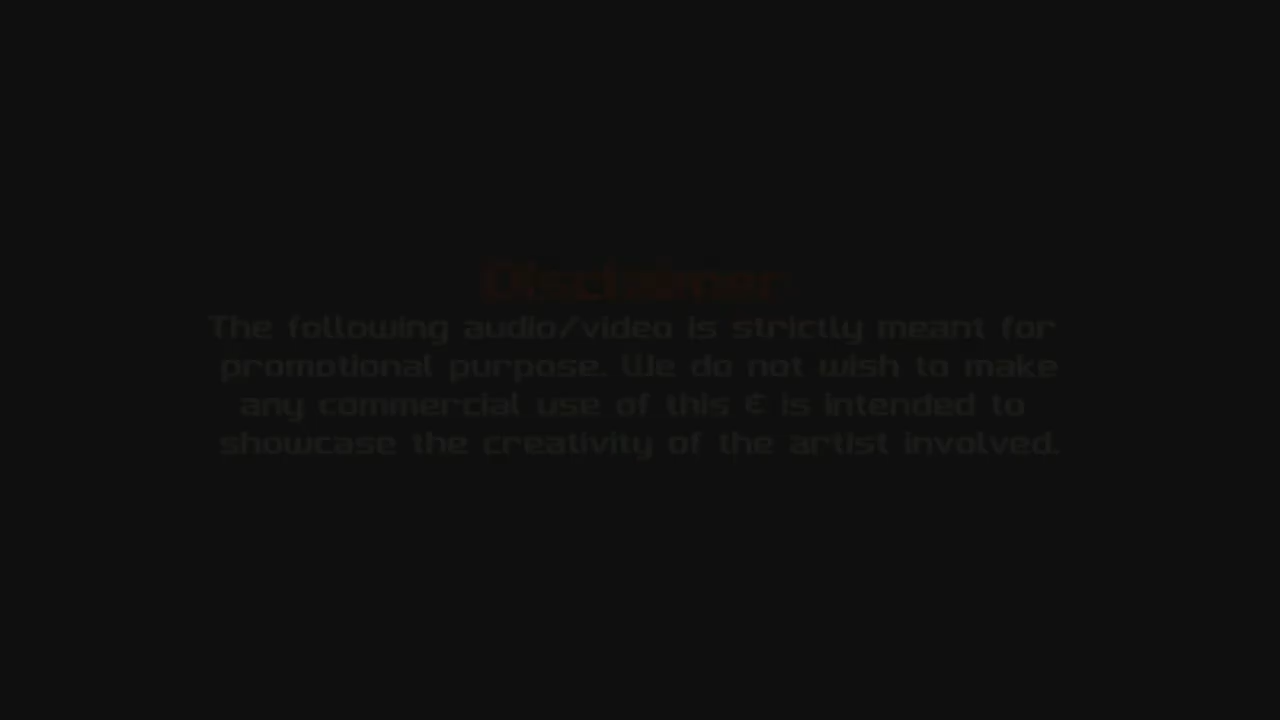 Disclaimer
The following audio/video is strictly meant for
promotional purpose. We do not wish to make
any commercial use of this & is intended to
showcase the creativity of the artist involved.